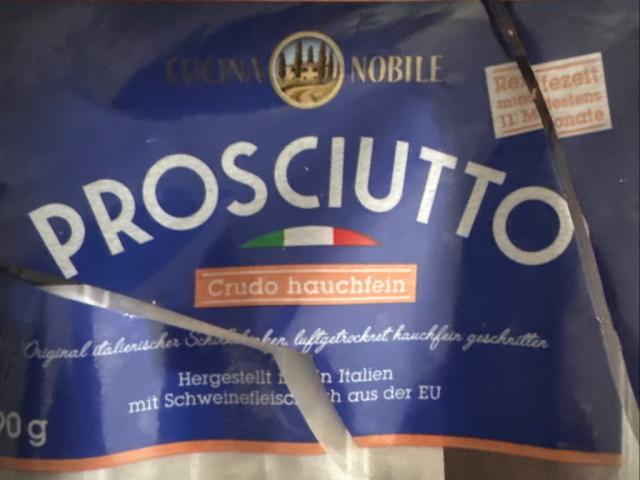 CUCINA NOBILE
Reifezeit
mindestens
11 Monate
PROSCIUTTO
Crudo hauchfein
Original italienischer luftgetrocknet, hauchfein geschnitten
Hergestellt in Italien
mit Schweinefleisch aus der EU
90 g